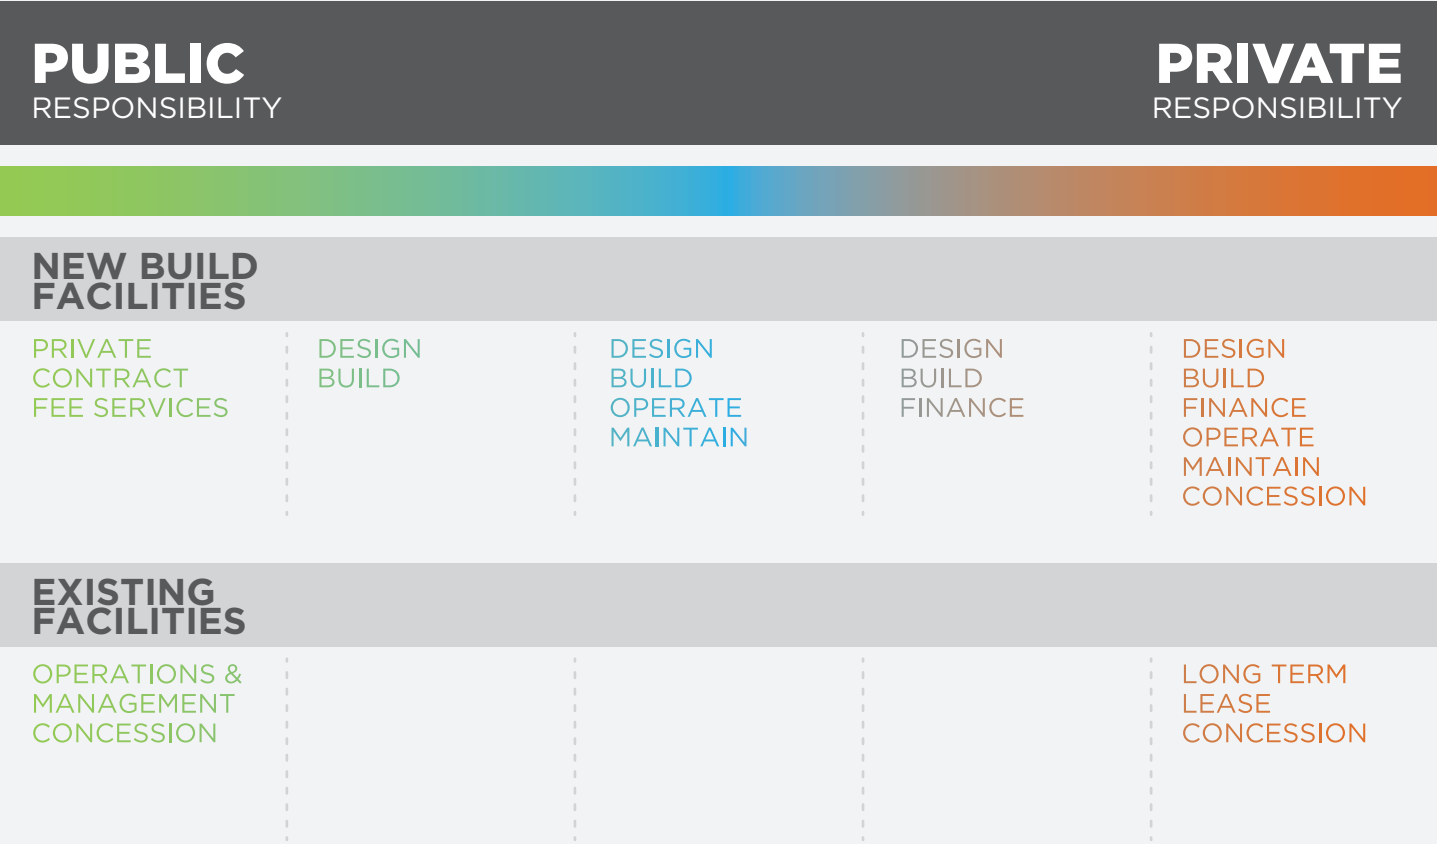 PUBLIC
RESPONSIBILITY
PRIVATE
RESPONSIBILITY
NEW BUILD
FACILITIES
PRIVATE
CONTRACT
FEE SERVICES
DESIGN
BUILD
DESIGN
BUILD
OPERATE
MAINTAIN
DESIGN
BUILD
FINANCE
DESIGN
BUILD
FINANCE
OPERATE
MAINTAIN
CONCESSION
EXISTING
FACILITIES
OPERATIONS &
MANAGEMENT
CONCESSION
LONG TERM
LEASE
CONCESSION